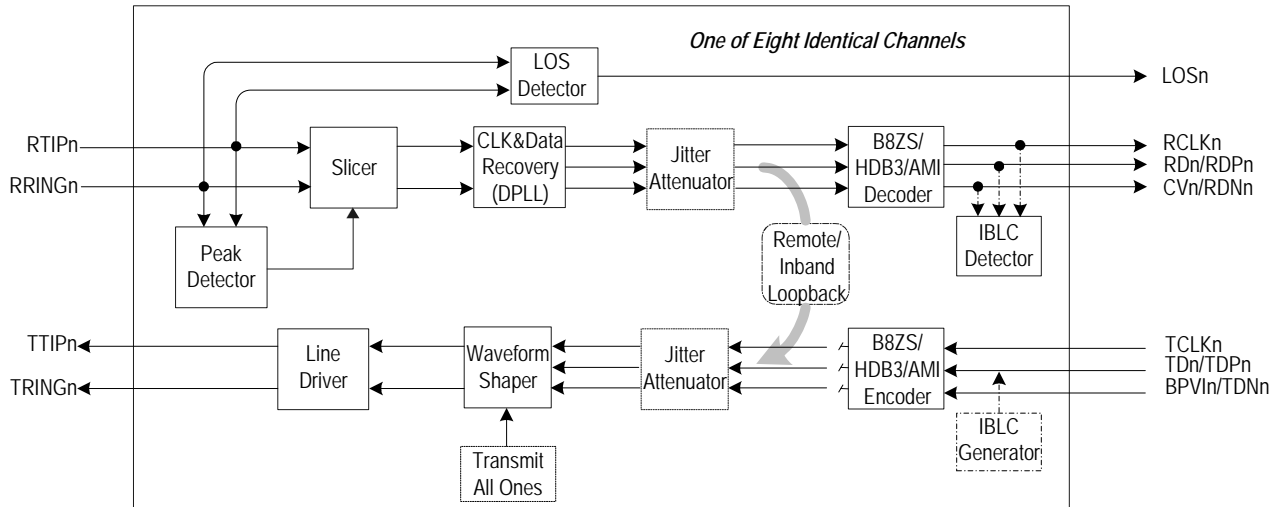 One of Eight Identical Channels
LOS
Detector
LOSn
RTIPn
RRINGn
Slicer
CLK&Data
Recovery
(DPLL)
Jitter
Attenuator
B8ZS/
HDB3/AMI
Decoder
RCLKn
RDn/RDPn
CVn/RDNn
Peak
Detector
Remote/
Inband
Loopback
IBLC
Detector
TTIPn
TRINGn
Line
Driver
Waveform
Shaper
Jitter
Attenuator
B8ZS/
HDB3/AMI
Encoder
TCLKn
TDn/TDPn
BPVIn/TDNn
Transmit
All Ones
IBLC
Generator